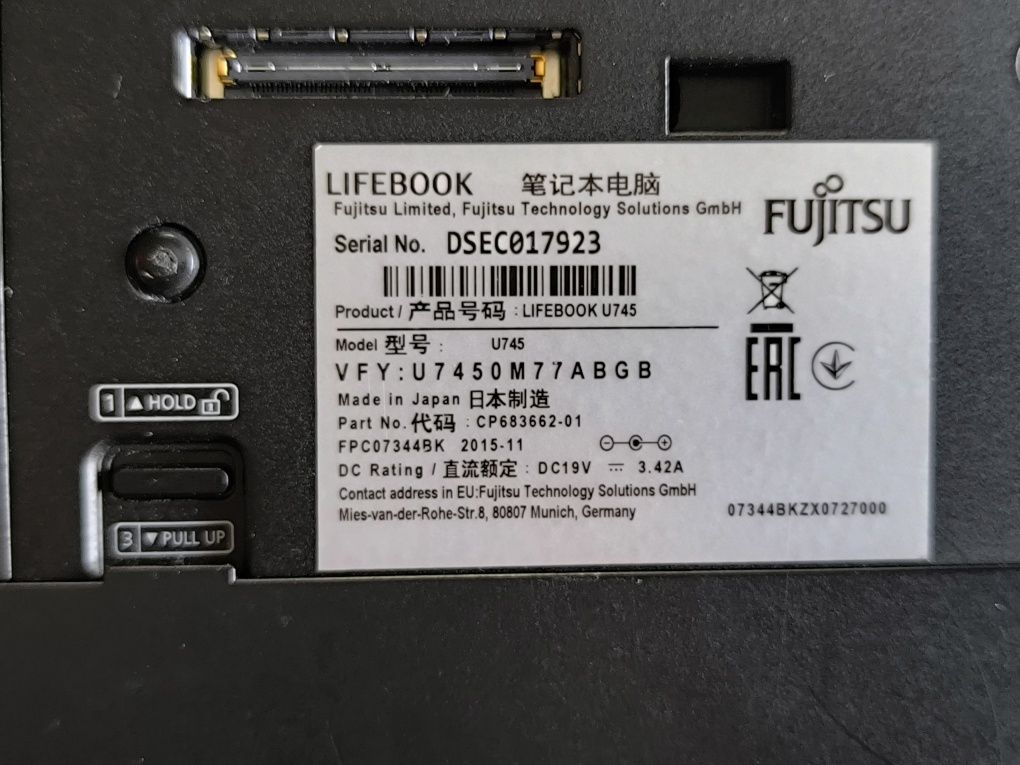 LIFEBOOK 笔记本电脑
Fujitsu Limited, Fujitsu Technology Solutions GmbH
FUJITSU
Serial No. DSEC017923
Product / 产品号码 : LIFEBOOK U745
Model 型号 : U745
VFY:U7450M77ABGB
Made in Japan 日本制造
Part No. 代码 : CP683662-01
FPC07344BK 2015-11
DC Rating / 直流额定 : DC19V ⎓ 3.42A
Contact address in EU:Fujitsu Technology Solutions GmbH
Mies-van-der-Rohe-Str.8, 80807 Munich, Germany
07344BKZX0727000
EAC
1 ▲ HOLD
3 ▼ PULL UP